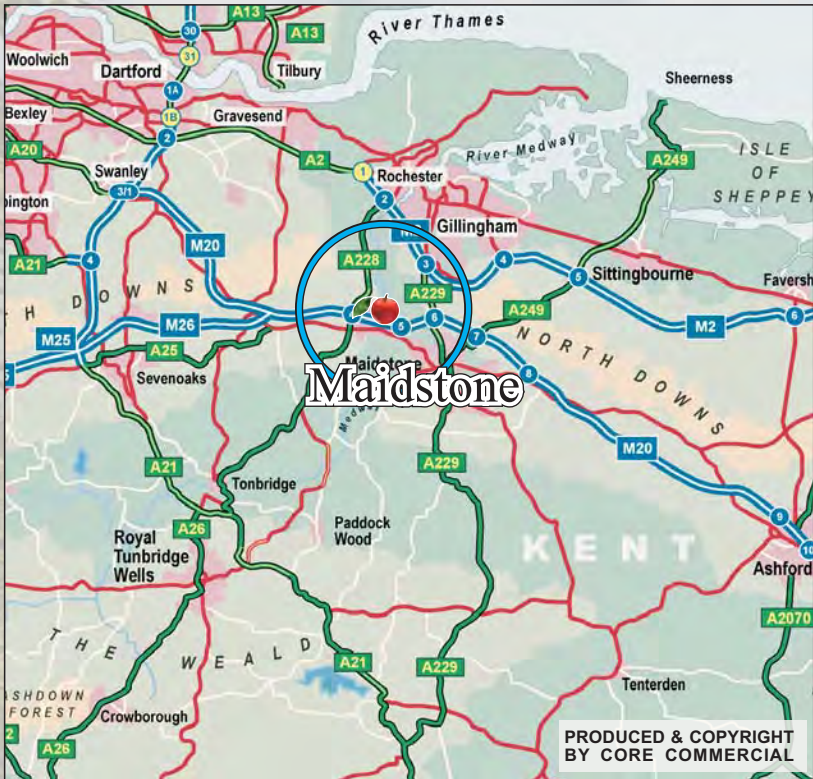 A13
River Thames
30
A13
31
Woolwich
Dartford
Tilbury
Sheerness
1A
Bexley
1B
Gravesend
2
A20
A2
River Medway
A249
ISLE
OF
SHEPPEY
Swanley
1
Rochester
3/1
2
pington
Gillingham
M20
A21
4
A228
3
4
Sittingbourne
5
Faversh
H DOWNS
A229
A249
M26
M2
6
M25
5
6
7
A25
NORTH DOWNS
5
Sevenoaks
Maidstone
Maidstone
8
Medway
M20
A21
A229
Tonbridge
9
A26
Paddock
Wood
KENT
Royal
Tunbridge
Wells
10
Ashford
A2070
THE WEALD
A21
A229
Tenterden
ASHDOWN
FOREST
Crowborough
2
A26
PRODUCED & COPYRIGHT
BY CORE COMMERCIAL